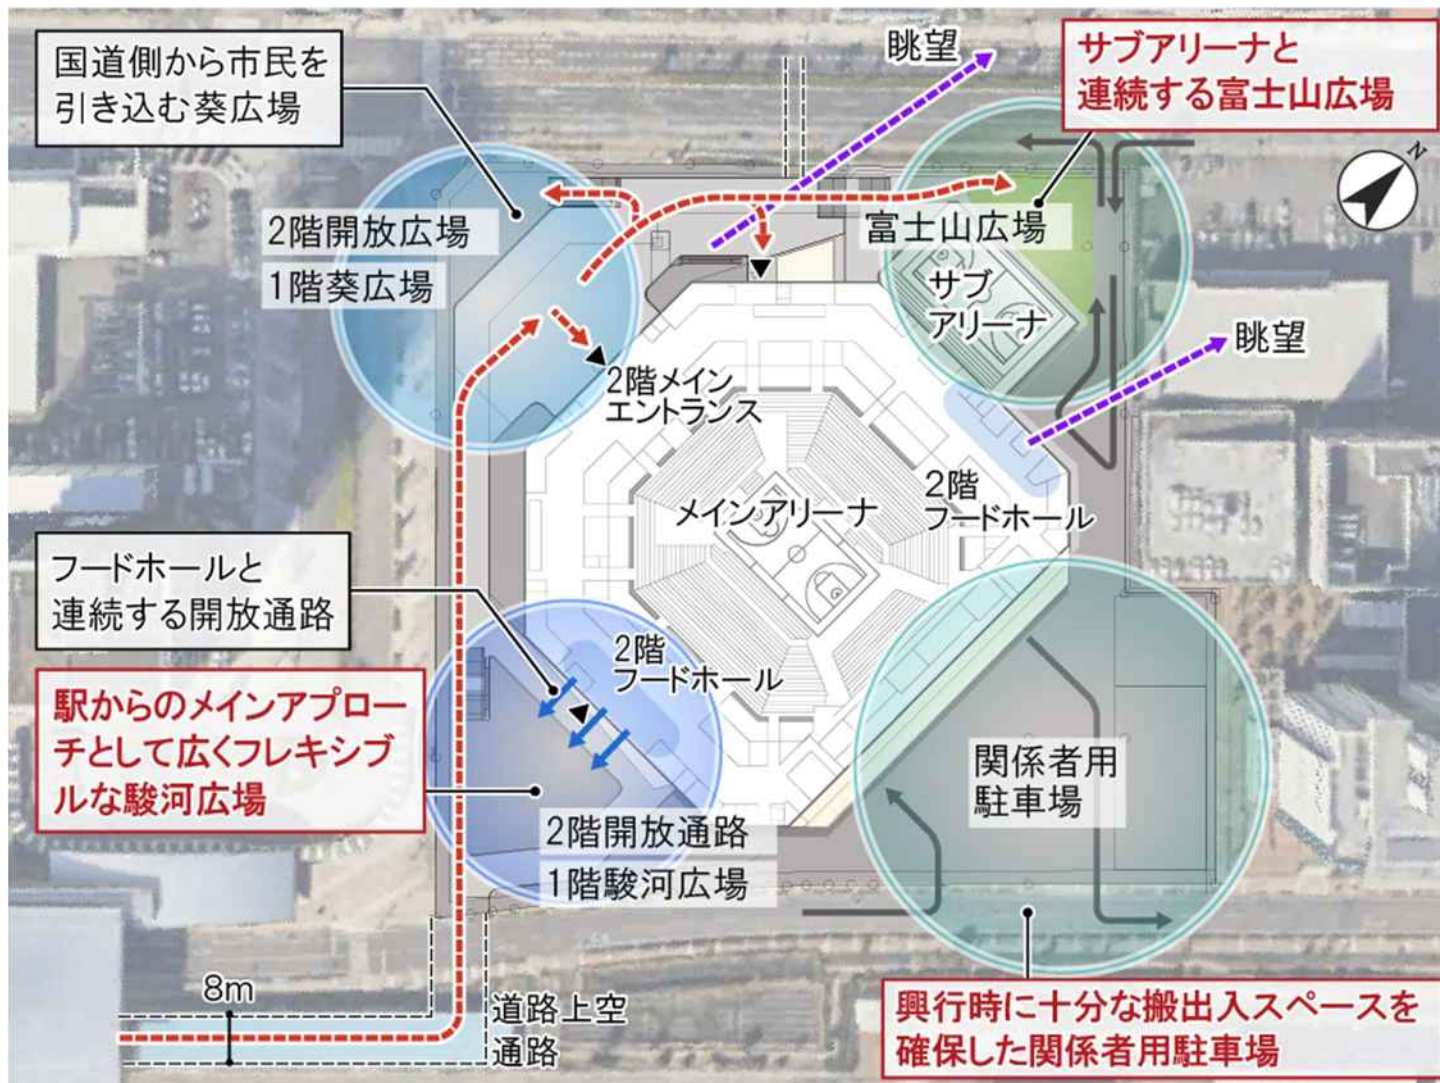 国道側から市民を
引き込む葵広場
眺望
サブアリーナと
連続する富士山広場
N
2階開放広場
1階葵広場
富士山広場
サブ
アリーナ
眺望
2階メイン
エントランス
メインアリーナ
2階
フードホール
フードホールと
連続する開放通路
2階
フードホール
駅からのメインアプロー
チとして広くフレキシブ
ルな駿河広場
関係者用
駐車場
2階開放通路
1階駿河広場
8m
道路上空
通路
興行時に十分な搬出入スペースを
確保した関係者用駐車場